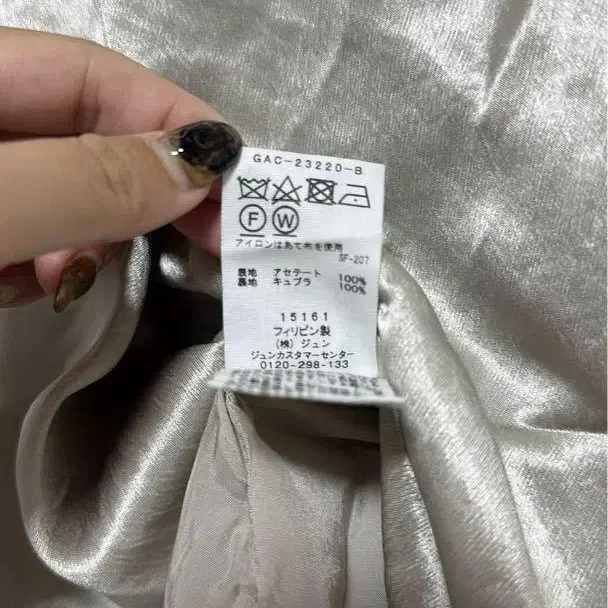 GAC-23220-B
F W
アイロンはあて布を使用
SF-207
表地 アセテート 100%
裏地 キュプラ 100%
15161
フィリピン製
(株) ジュン
ジュンカスタマーセンター
0120-298-133